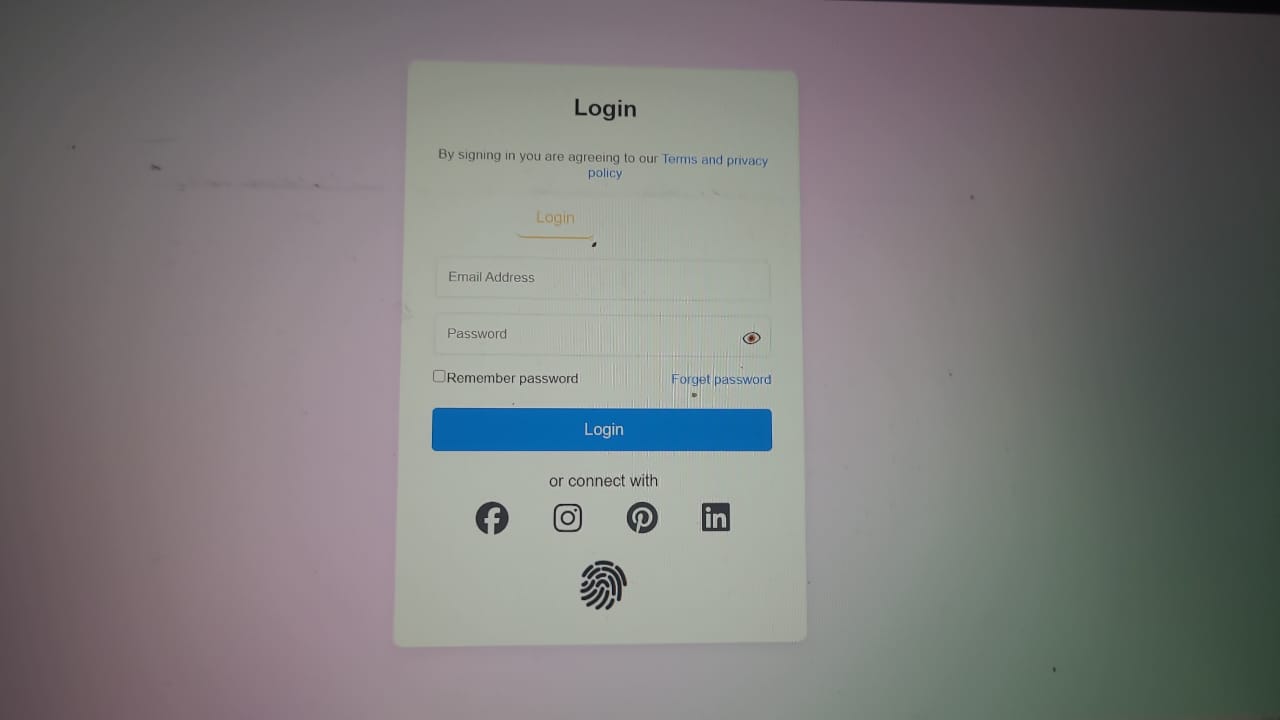 Login
By signing in you are agreeing to our Terms and privacy
policy
Login
Email Address
Password
Remember password Forget password
Login
or connect with